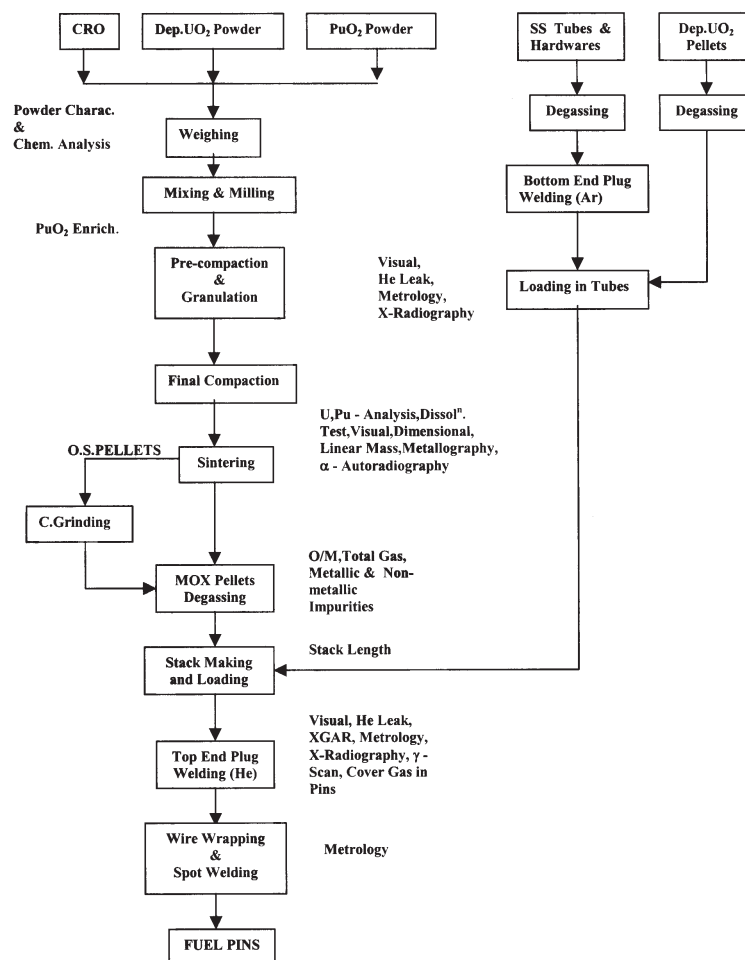 CRO
Dep.UO₂ Powder
PuO₂ Powder
SS Tubes &
Hardwares
Dep.UO₂
Pellets
Powder Charac.
&
Chem. Analysis
Weighing
Degassing
Degassing
Mixing & Milling
Bottom End Plug
Welding (Ar)
PuO₂ Enrich.
Pre-compaction
&
Granulation
Visual,
He Leak,
Metrology,
X-Radiography
Loading in Tubes
Final Compaction
U,Pu - Analysis,Dissolⁿ.
Test,Visual,Dimensional,
Linear Mass,Metallography,
α - Autoradiography
O.S.PELLETS
Sintering
C.Grinding
MOX Pellets
Degassing
O/M,Total Gas,
Metallic & Non-
metallic
Impurities
Stack Making
and Loading
Stack Length
Top End Plug
Welding (He)
Visual, He Leak,
XGAR, Metrology,
X-Radiography, γ -
Scan, Cover Gas in
Pins
Wire Wrapping
&
Spot Welding
Metrology
FUEL PINS